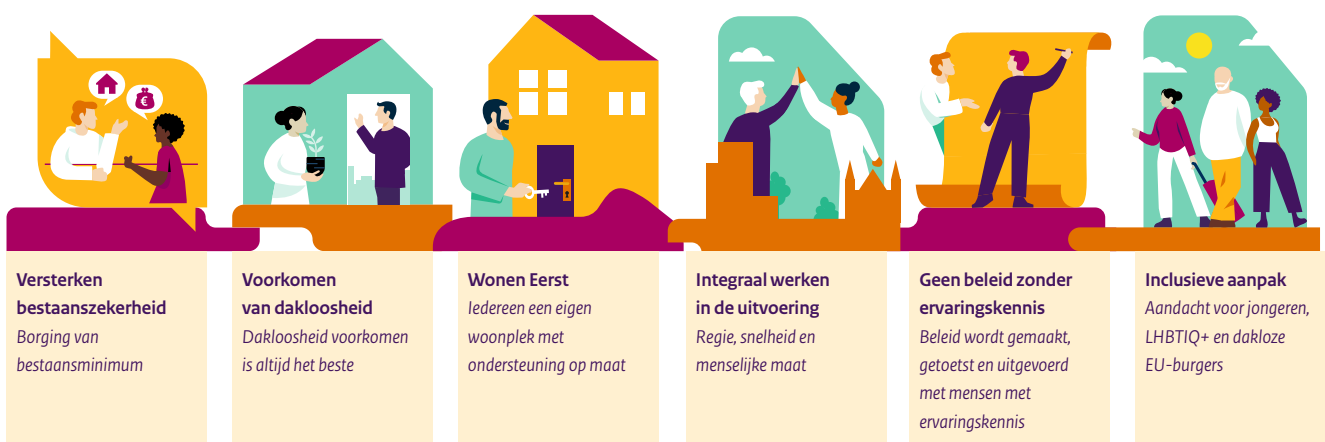 Versterken
bestaanszekerheid
Borging van
bestaansminimum
Voorkomen
van dakloosheid
Dakloosheid voorkomen
is altijd het beste
Wonen Eerst
Iedereen een eigen
woonplek met
ondersteuning op maat
Integraal werken
in de uitvoering
Regie, snelheid en
menselijke maat
Geen beleid zonder
ervaringskennis
Beleid wordt gemaakt,
getoetst en uitgevoerd
met mensen met
ervaringskennis
Inclusieve aanpak
Aandacht voor jongeren,
LHBTIQ+ en dakloze
EU-burgers
€